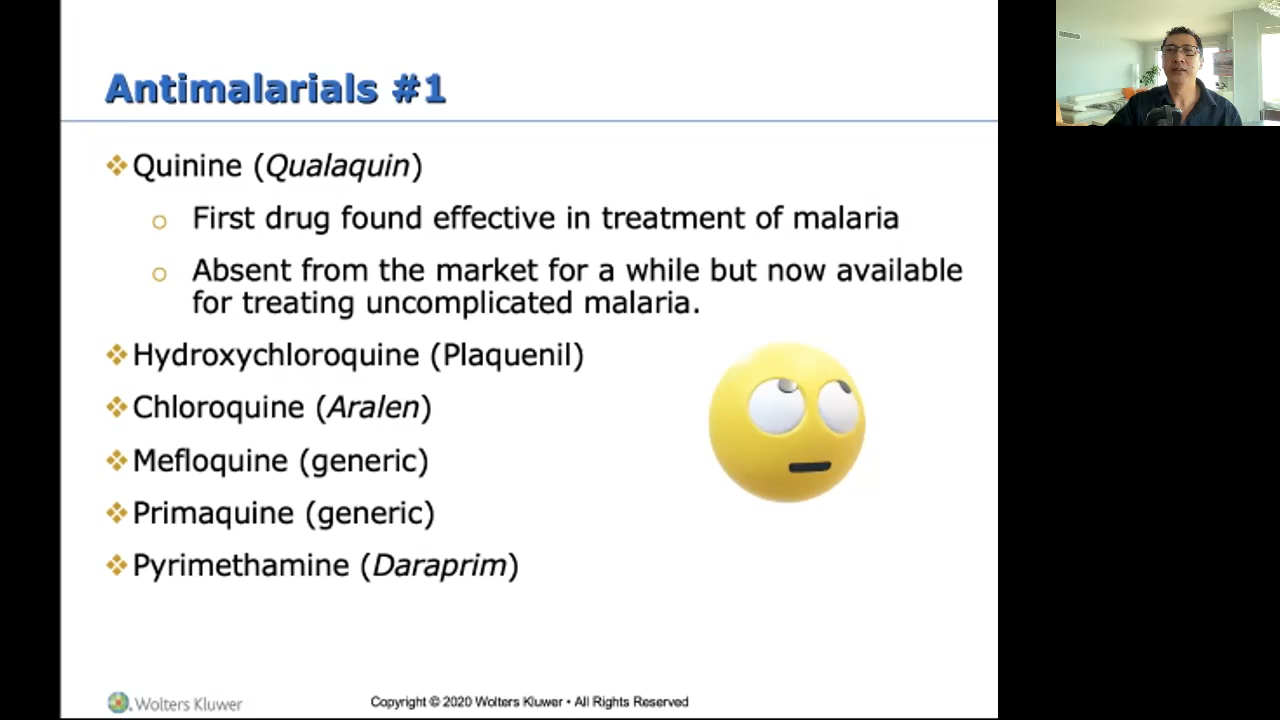 Antimalarials #1
Quinine (Qualaquin)
First drug found effective in treatment of malaria
Absent from the market for a while but now available
for treating uncomplicated malaria.
Hydroxychloroquine (Plaquenil)
Chloroquine (Aralen)
Mefloquine (generic)
Primaquine (generic)
Pyrimethamine (Daraprim)
Wolters Kluwer
Copyright © 2020 Wolters Kluwer • All Rights Reserved